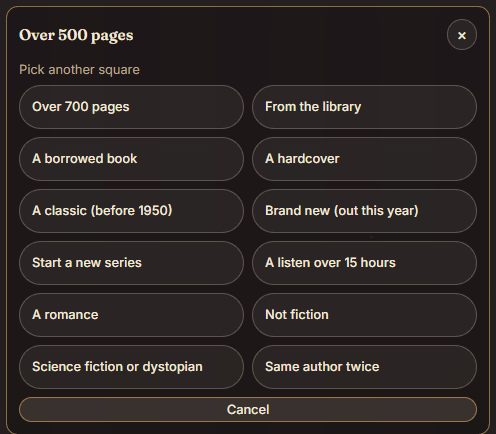 Over 500 pages
×
Pick another square
Over 700 pages
From the library
A borrowed book
A hardcover
A classic (before 1950)
Brand new (out this year)
Start a new series
A listen over 15 hours
A romance
Not fiction
Science fiction or dystopian
Same author twice
Cancel